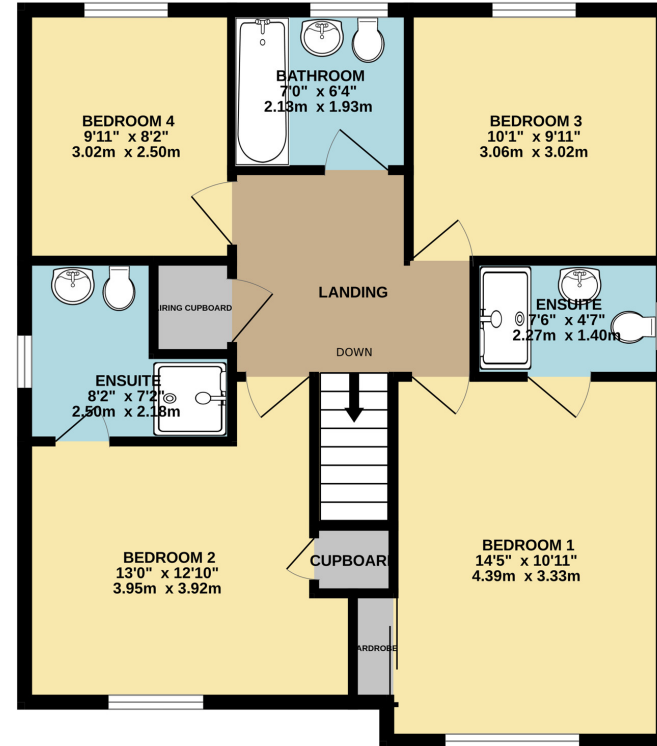 BATHROOM
7'0" x 6'4"
2.13m x 1.93m
BEDROOM 4
9'11" x 8'2"
3.02m x 2.50m
BEDROOM 3
10'1" x 9'11"
3.06m x 3.02m
IRING CUPBOARD
LANDING
ENSUITE
7'6" x 4'7"
2.27m x 1.40m
DOWN
ENSUITE
8'2" x 7'2"
2.50m x 2.18m
BEDROOM 2
13'0" x 12'10"
3.95m x 3.92m
CUPBOARD
BEDROOM 1
14'5" x 10'11"
4.39m x 3.33m
ARDROBE